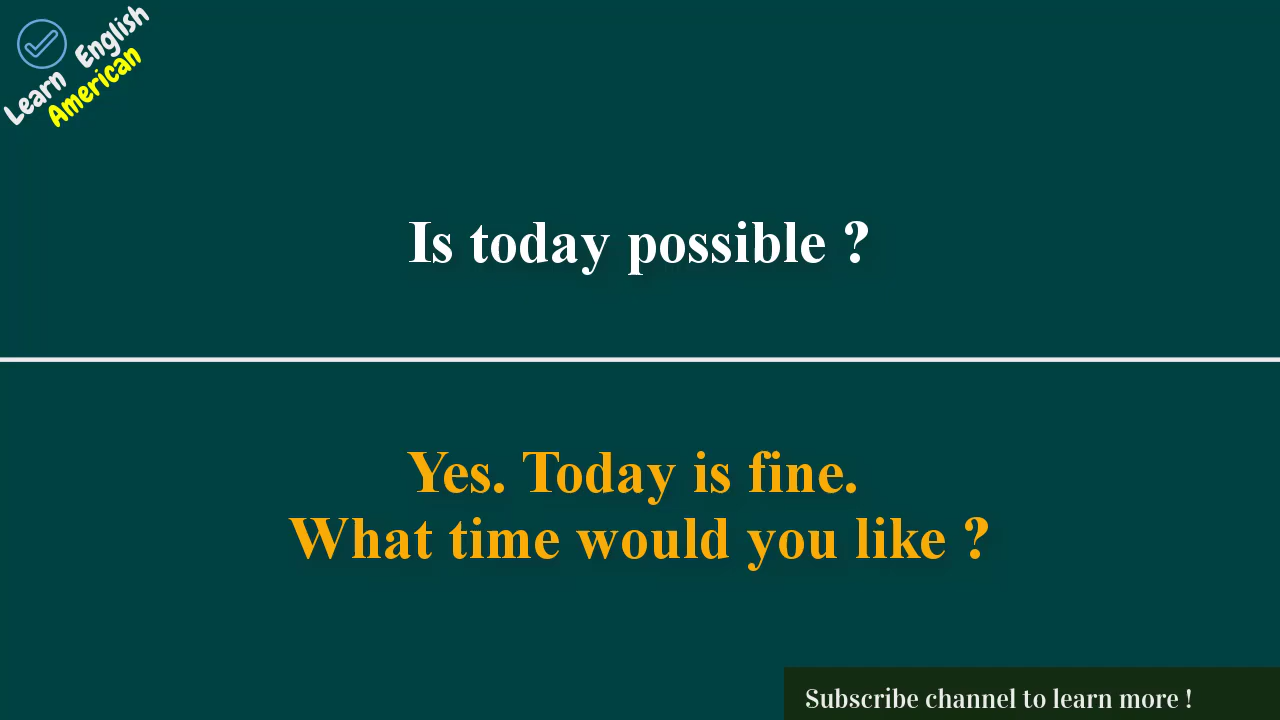 Learn English
American
Is today possible ?
Yes. Today is fine.
What time would you like ?
Subscribe channel to learn more !